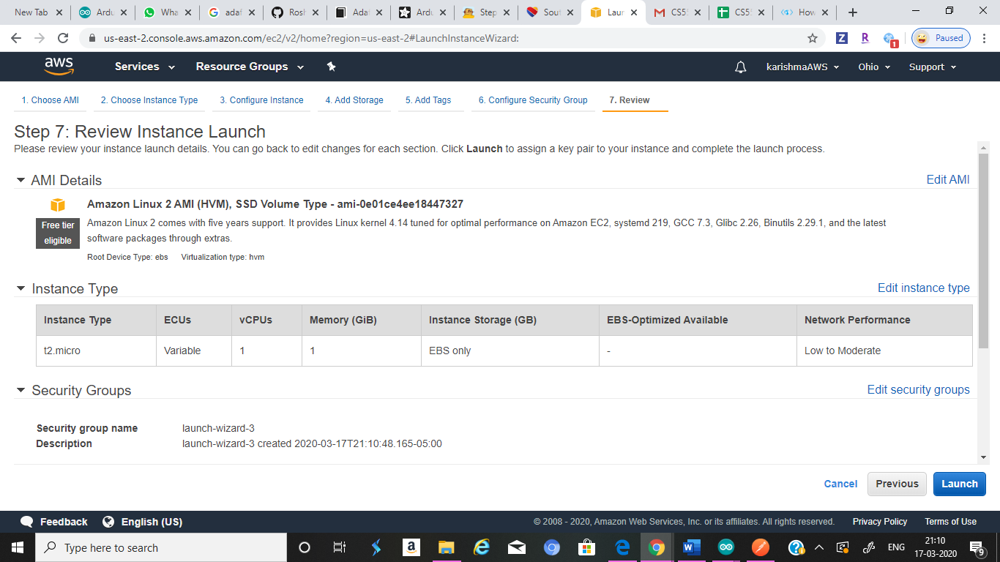 New Tab
Ardu
Wha
adaf
Rosh
Adaf
Ardu
Step
Sout
Laun
CS55
CS55
How
us-east-2.console.aws.amazon.com/ec2/v2/home?region=us-east-2#LaunchInstanceWizard:
Z
R
1
Paused
aws
Services
Resource Groups
karishmaAWS
Ohio
Support
1. Choose AMI
2. Choose Instance Type
3. Configure Instance
4. Add Storage
5. Add Tags
6. Configure Security Group
7. Review
Step 7: Review Instance Launch
Please review your instance launch details. You can go back to edit changes for each section. Click Launch to assign a key pair to your instance and complete the launch process.
AMI Details
Edit AMI
Free tier
eligible
Amazon Linux 2 AMI (HVM), SSD Volume Type - ami-0e01ce4ee18447327
Amazon Linux 2 comes with five years support. It provides Linux kernel 4.14 tuned for optimal performance on Amazon EC2, systemd 219, GCC 7.3, Glibc 2.26, Binutils 2.29.1, and the latest
software packages through extras.
Root Device Type: ebs Virtualization type: hvm
Instance Type
Edit instance type
Instance Type ECUs vCPUs Memory (GiB) Instance Storage (GB) EBS-Optimized Available Network Performance
t2.micro Variable 1 1 EBS only - Low to Moderate
Security Groups
Edit security groups
Security group name launch-wizard-3
Description launch-wizard-3 created 2020-03-17T21:10:48.165-05:00
Cancel
Previous
Launch
Feedback
English (US)
© 2008 - 2020, Amazon Web Services, Inc. or its affiliates. All rights reserved.
Privacy Policy
Terms of Use
Type here to search
ENG
21:10
17-03-2020
9